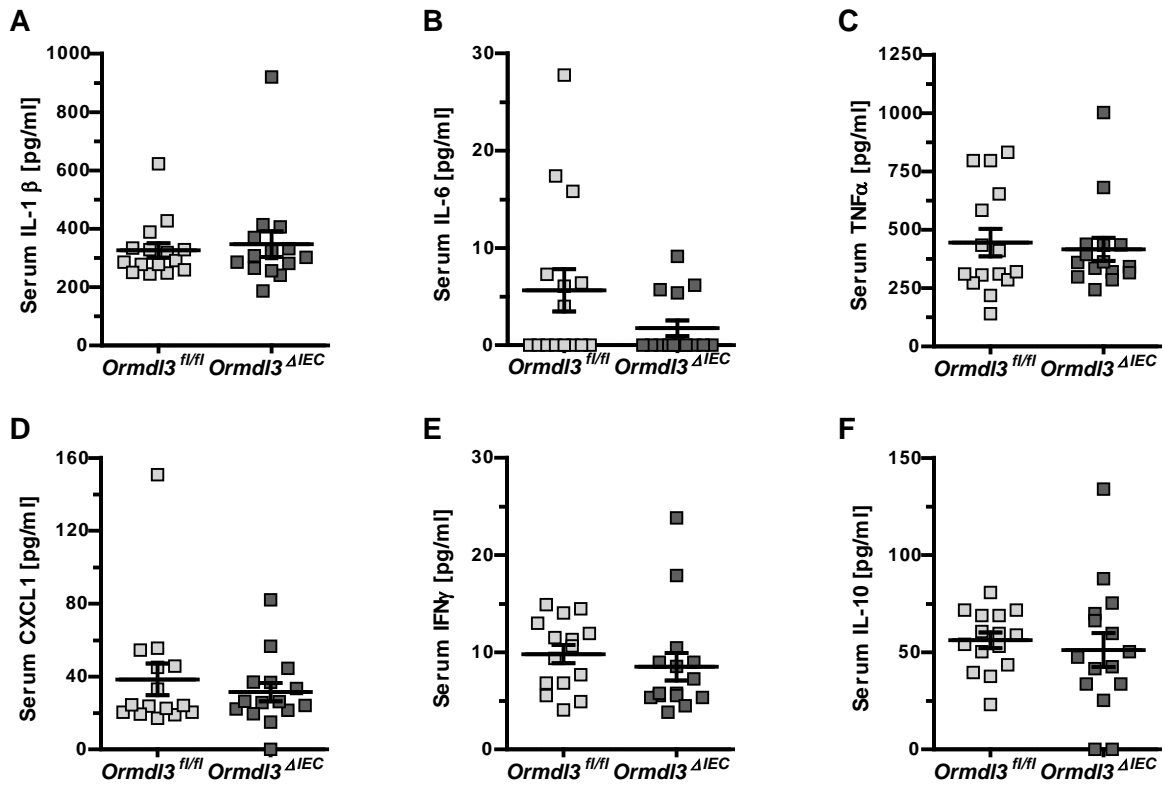 A
Serum IL-1 β [pg/ml]
1000
800
600
400
200
0
Ormdl3 fl/fl Ormdl3 ΔIEC
B
Serum IL-6 [pg/ml]
30
20
10
0
Ormdl3 fl/fl Ormdl3 ΔIEC
C
Serum TNFα [pg/ml]
1250
1000
750
500
250
0
Ormdl3 fl/fl Ormdl3 ΔIEC
D
Serum CXCL1 [pg/ml]
160
120
80
40
0
Ormdl3 fl/fl Ormdl3 ΔIEC
E
Serum IFNγ [pg/ml]
30
20
10
0
Ormdl3 fl/fl Ormdl3 ΔIEC
F
Serum IL-10 [pg/ml]
150
100
50
0
Ormdl3 fl/fl Ormdl3 ΔIEC